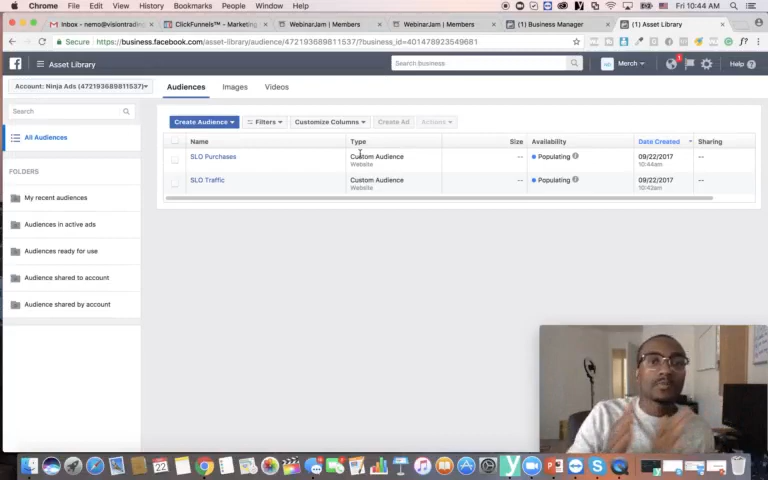 Chrome File Edit View History Bookmarks People Window Help
Fri 10:44 AM
Inbox - nemo@visiontradin
ClickFunnels™ - Marketing
WebinarJam | Members
WebinarJam | Members
(1) Business Manager
(1) Asset Library
Secure https://business.facebook.com/asset-library/audience/472193689811537/?business_id=401478923549681
Asset Library
Search business
Merch
1
Help
Account: Ninja Ads (472193689811537)
Audiences Images Videos
Search
Create Audience Filters Customize Columns Create Ad Actions
All Audiences
Name Type Size Availability Date Created Sharing
SLO Purchases Custom Audience -- Populating 09/22/2017 --
Website 10:44am
SLO Traffic Custom Audience -- Populating 09/22/2017 --
Website 10:43am
FOLDERS
My recent audiences
Audiences in active ads
Audiences ready for use
Audience shared to account
Audience shared by account